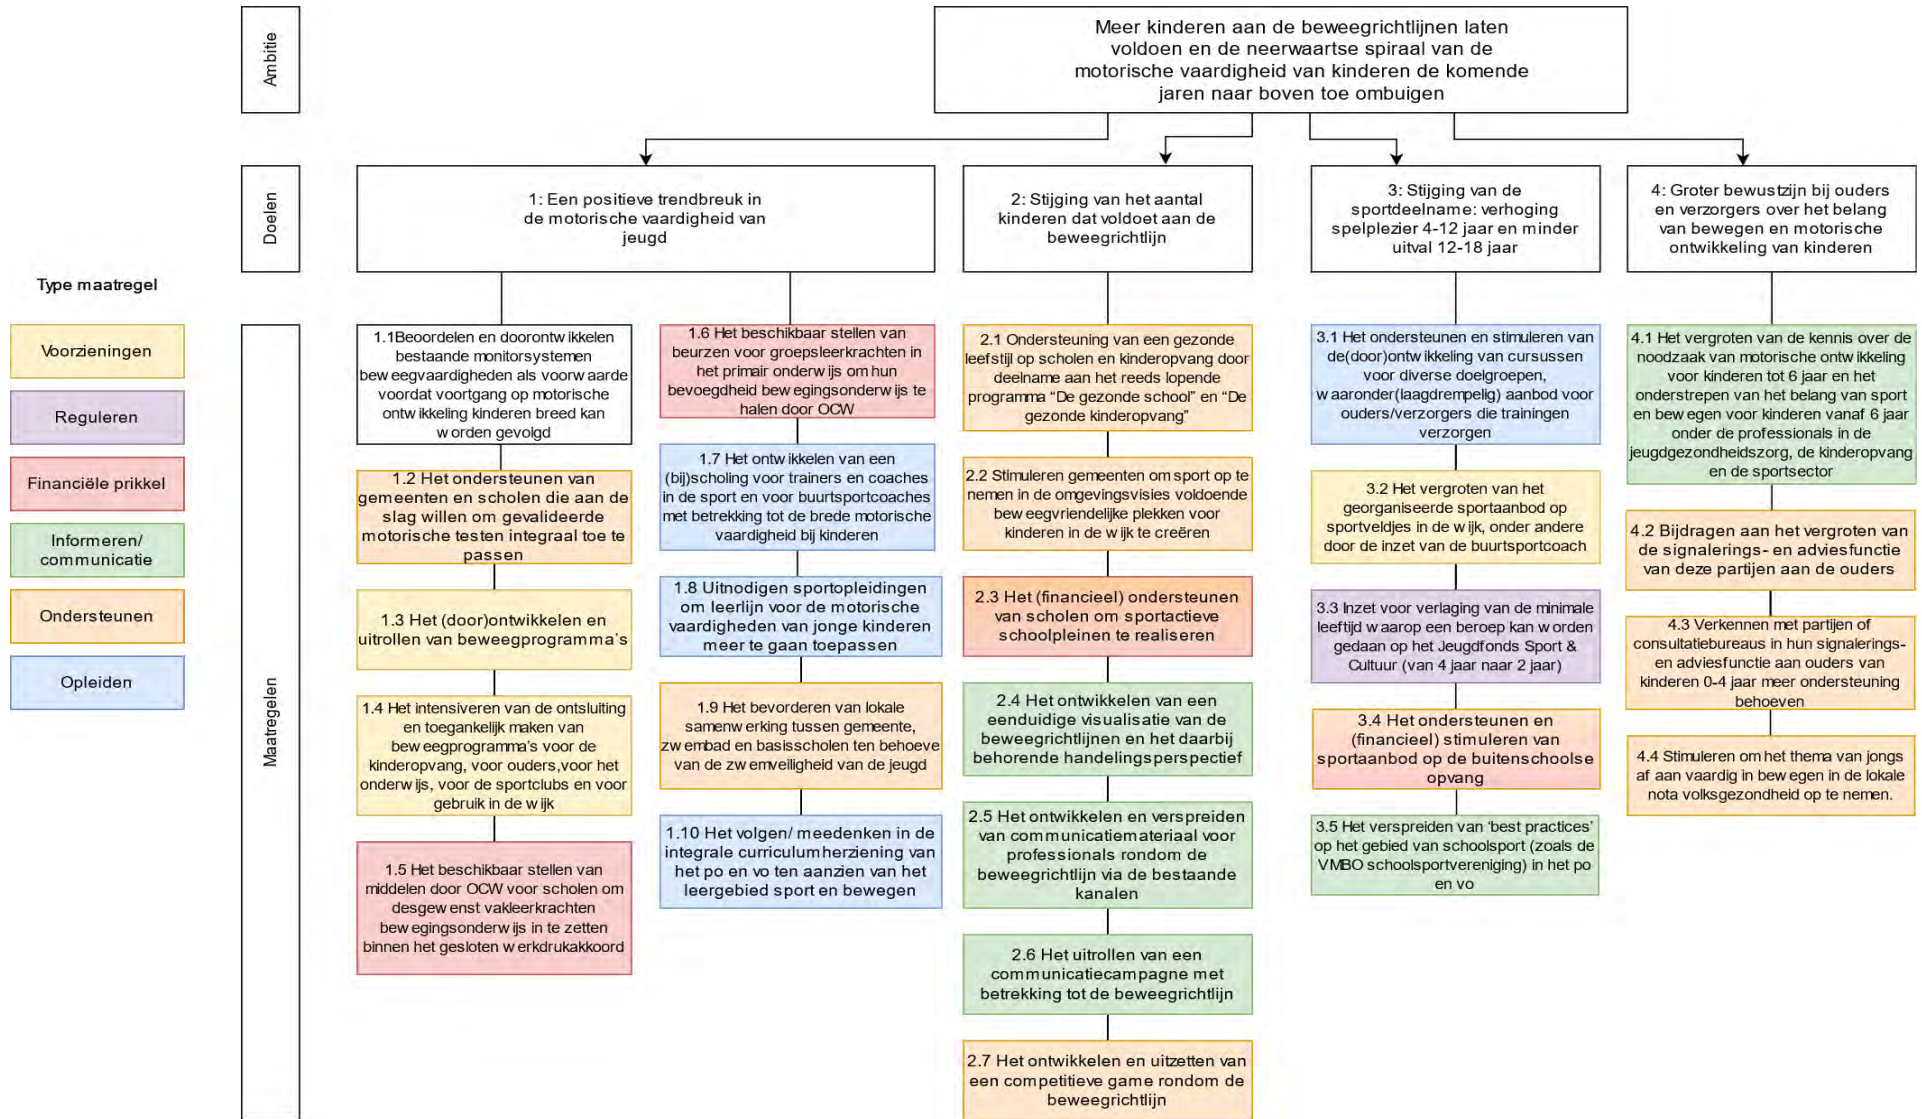 Ambitie
Meer kinderen aan de beweegrichtlijnen laten
voldoen en de neerwaartse spiraal van de
motorische vaardigheid van kinderen de komende
jaren naar boven toe ombuigen
Doelen
1: Een positieve trendbreuk in
de motorische vaardigheid van
jeugd
2: Stijging van het aantal
kinderen dat voldoet aan de
beweegrichtlijn
3: Stijging van de
sportdeelname: verhoging
spelplezier 4-12 jaar en minder
uitval 12-18 jaar
4: Groter bewustzijn bij ouders
en verzorgers over het belang
van bewegen en motorische
ontwikkeling van kinderen
Type maatregel
Voorzieningen
Reguleren
Financiële prikkel
Informeren/
communicatie
Ondersteunen
Opleiden
Maatregelen
1.1Beoordelen en doorontwikkelen
bestaande monitorsystemen
beweegvaardigheden als voorwaarde
voordat voortgang op motorische
ontwikkeling kinderen breed kan
worden gevolgd
1.2 Het ondersteunen van
gemeenten en scholen die aan de
slag willen om gevalideerde
motorische testen integraal toe te
passen
1.3 Het (door)ontwikkelen en
uitrollen van beweegprogramma's
1.4 Het intensiveren van de ontsluiting
en toegankelijk maken van
beweegprogramma's voor de
kinderopvang, voor ouders,voor het
onderwijs, voor de sportclubs en voor
gebruik in de wijk
1.5 Het beschikbaar stellen van
middelen door OCW voor scholen om
desgewenst vakleerkrachten
bewegingsonderwijs in te zetten
binnen het gesloten werkdrukakkoord
1.6 Het beschikbaar stellen van
beurzen voor groepsleerkrachten in
het primair onderwijs om hun
bevoegdheid bewegingsonderwijs te
halen door OCW
1.7 Het ontwikkelen van een
(bij)scholing voor trainers en coaches
in de sport en voor buurtsportcoaches
met betrekking tot de brede motorische
vaardigheid bij kinderen
1.8 Uitnodigen sportopleidingen
om leerlijn voor de motorische
vaardigheden van jonge kinderen
meer te gaan toepassen
1.9 Het bevorderen van lokale
samenwerking tussen gemeente,
zwembad en basisscholen ten behoeve
van de zwemveiligheid van de jeugd
1.10 Het volgen/ meedenken in de
integrale curriculumherziening van
het po en vo ten aanzien van het
leergebied sport en bewegen
2.1 Ondersteuning van een gezonde
leefstijl op scholen en kinderopvang door
deelname aan het reeds lopende
programma “De gezonde school” en “De
gezonde kinderopvang”
2.2 Stimuleren gemeenten om sport op te
nemen in de omgevingsvisies voldoende
beweegvriendelijke plekken voor
kinderen in de wijk te creëren
2.3 Het (financieel) ondersteunen
van scholen om sportactieve
schoolpleinen te realiseren
2.4 Het ontwikkelen van een
eenduidige visualisatie van de
beweegrichtlijnen en het daarbij
behorende handelingsperspectief
2.5 Het ontwikkelen en verspreiden
van communicatiemateriaal voor
professionals rondom de
beweegrichtlijn via de bestaande
kanalen
2.6 Het uitrollen van een
communicatiecampagne met
betrekking tot de beweegrichtlijn
2.7 Het ontwikkelen en uitzetten van
een competitieve game rondom de
beweegrichtlijn
3.1 Het ondersteunen en stimuleren van
de(door)ontwikkeling van cursussen
voor diverse doelgroepen,
waaronder(laagdrempelig) aanbod voor
ouders/verzorgers die trainingen
verzorgen
3.2 Het vergroten van het
georganiseerde sportaanbod op
sportveldjes in de wijk, onder andere
door de inzet van de buurtsportcoach
3.3 Inzet voor verlaging van de minimale
leeftijd waarop een beroep kan worden
gedaan op het Jeugdfonds Sport &
Cultuur (van 4 jaar naar 2 jaar)
3.4 Het ondersteunen en
(financieel) stimuleren van
sportaanbod op de buitenschoolse
opvang
3.5 Het verspreiden van ‘best practices’
op het gebied van schoolsport (zoals de
VMBO schoolsportvereniging) in het po
en vo
4.1 Het vergroten van de kennis over de
noodzaak van motorische ontwikkeling
voor kinderen tot 6 jaar en het
onderstrepen van het belang van sport
en bewegen voor kinderen vanaf 6 jaar
onder de professionals in de
jeugdgezondheidszorg, de kinderopvang
en de sportsector
4.2 Bijdragen aan het vergroten van
de signalerings- en adviesfunctie
van deze partijen aan de ouders
4.3 Verkennen met partijen of
consultatiebureaus in hun signalerings-
en adviesfunctie aan ouders van
kinderen 0-4 jaar meer ondersteuning
behoeven
4.4 Stimuleren om het thema van jongs
af aan vaardig in bewegen in de lokale
nota volksgezondheid op te nemen.